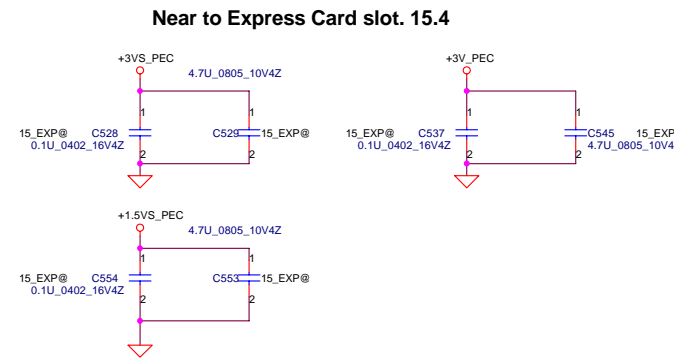 Near to Express Card slot. 15.4
+3VS_PEC
4.7U_0805_10V4Z
1
1
15_EXP@
C528
C529
15_EXP@
0.1U_0402_16V4Z
2
2
+3V_PEC
1
1
15_EXP@
C537
C545
15_EXP
0.1U_0402_16V4Z
4.7U_0805_10V4
2
2
+1.5VS_PEC
4.7U_0805_10V4Z
1
1
15_EXP@
C554
C553
15_EXP@
0.1U_0402_16V4Z
2
2